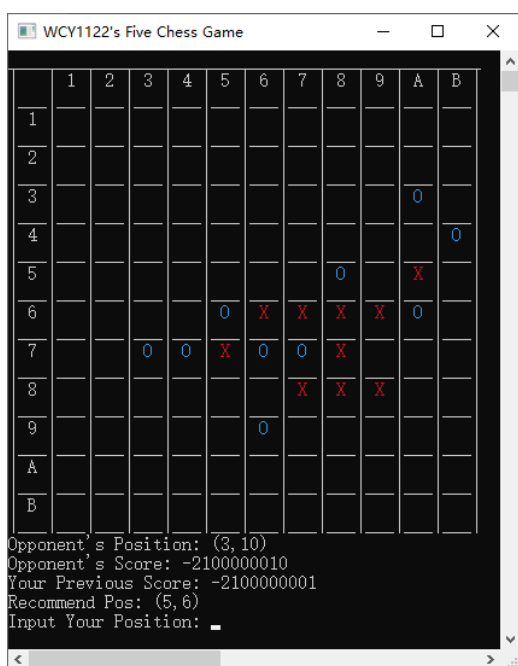 WCY1122's Five Chess Game
1 2 3 4 5 6 7 8 9 A B
1
2
3 O
4 O
5 O X
6 O X X X X O
7 O O X O O X
8 X X X
9 O
A
B
Opponent's Position: (3,10)
Opponent's Score: -2100000010
Your Previous Score: -2100000001
Recommend Pos: (5,6)
Input Your Position: